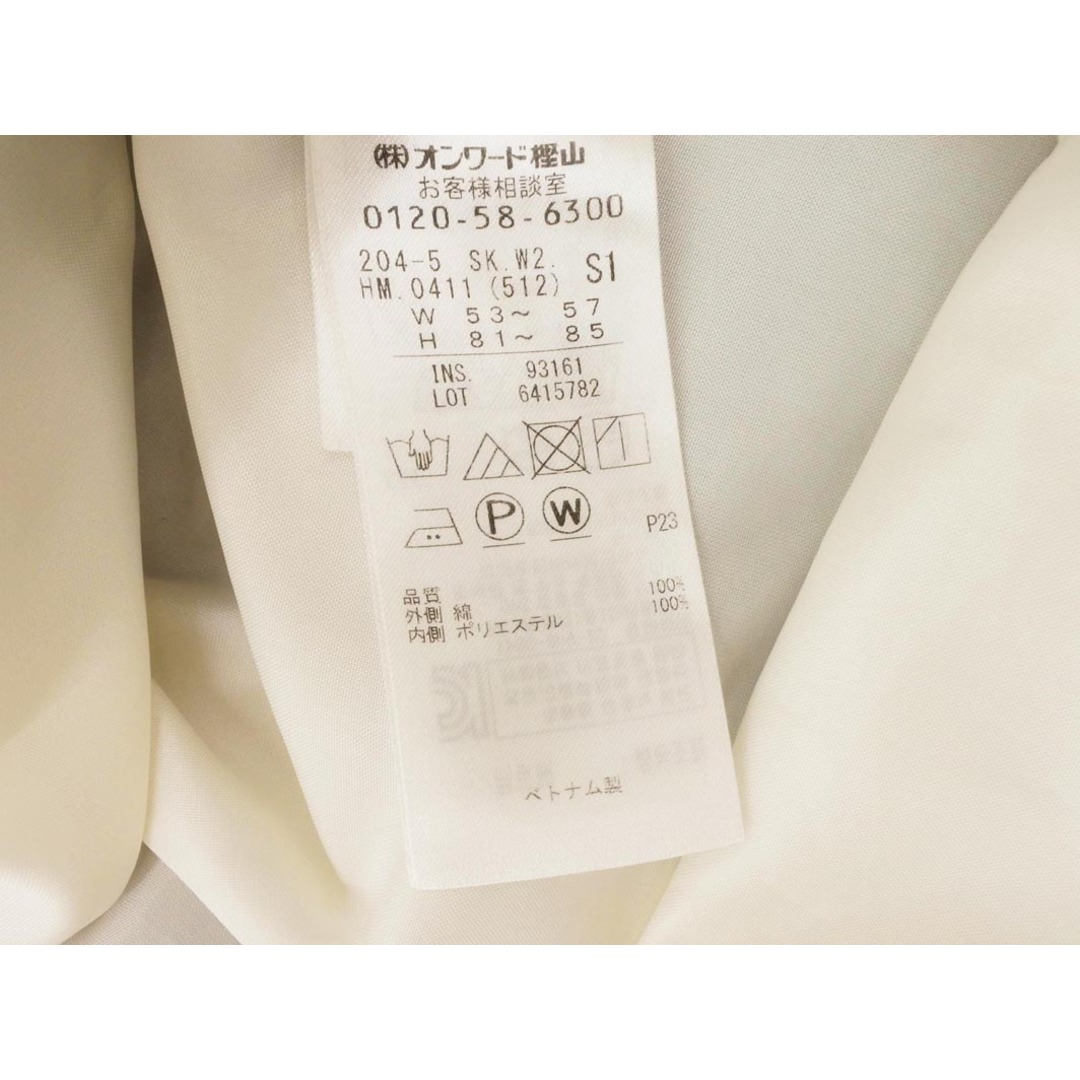 (株)オンワード樫山
お客様相談室
0120-58-6300
204-5 SK.W2. S1
HM.0411 (512)
W 53～ 57
H 81～ 85
INS. 93161
LOT 6415782
P W P23
品質
外側 綿 100%
内側 ポリエステル 100%
ベトナム製